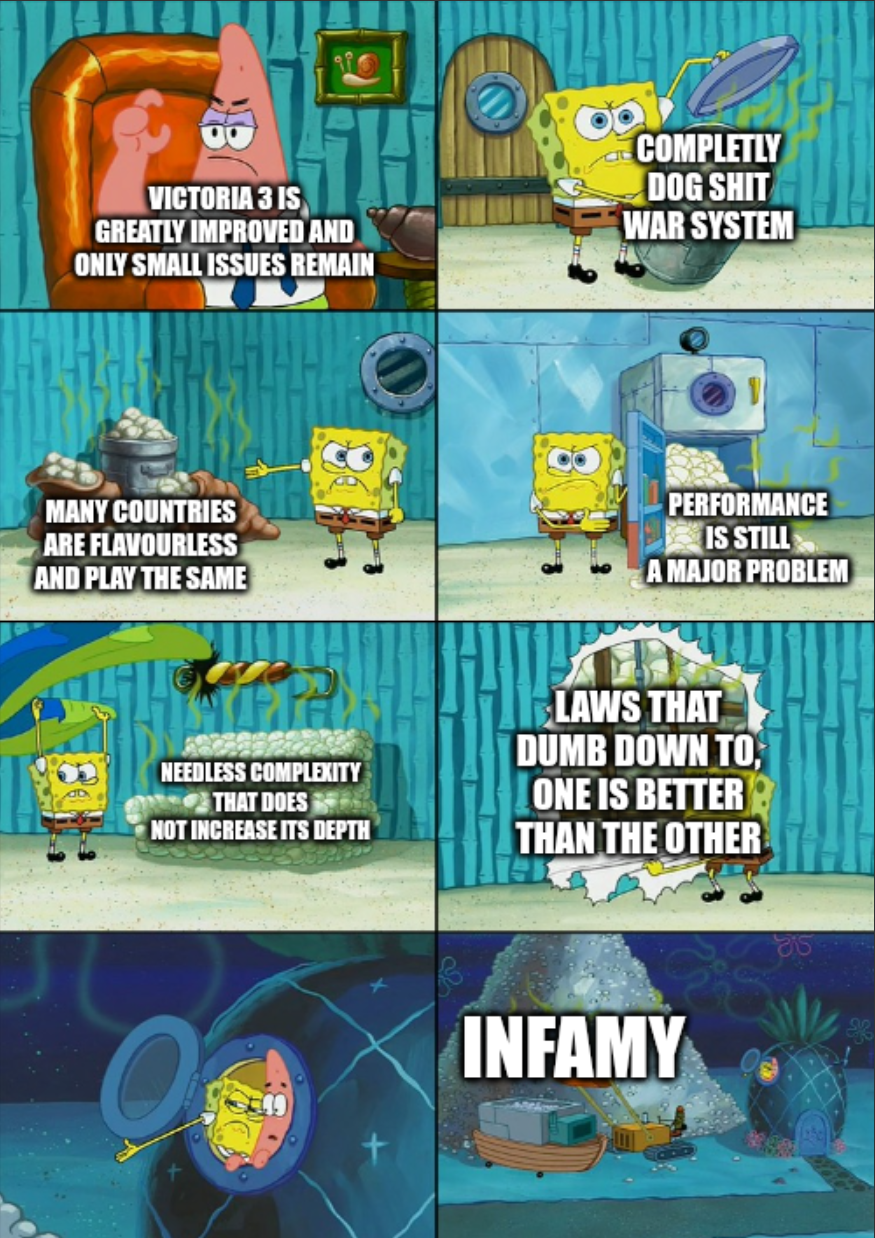 VICTORIA 3 IS
GREATLY IMPROVED AND
ONLY SMALL ISSUES REMAIN
COMPLETLY
DOG SHIT
WAR SYSTEM
MANY COUNTRIES
ARE FLAVOURLESS
AND PLAY THE SAME
PERFORMANCE
IS STILL
A MAJOR PROBLEM
NEEDLESS COMPLEXITY
THAT DOES
NOT INCREASE ITS DEPTH
LAWS THAT
DUMB DOWN TO,
ONE IS BETTER
THAN THE OTHER
INFAMY